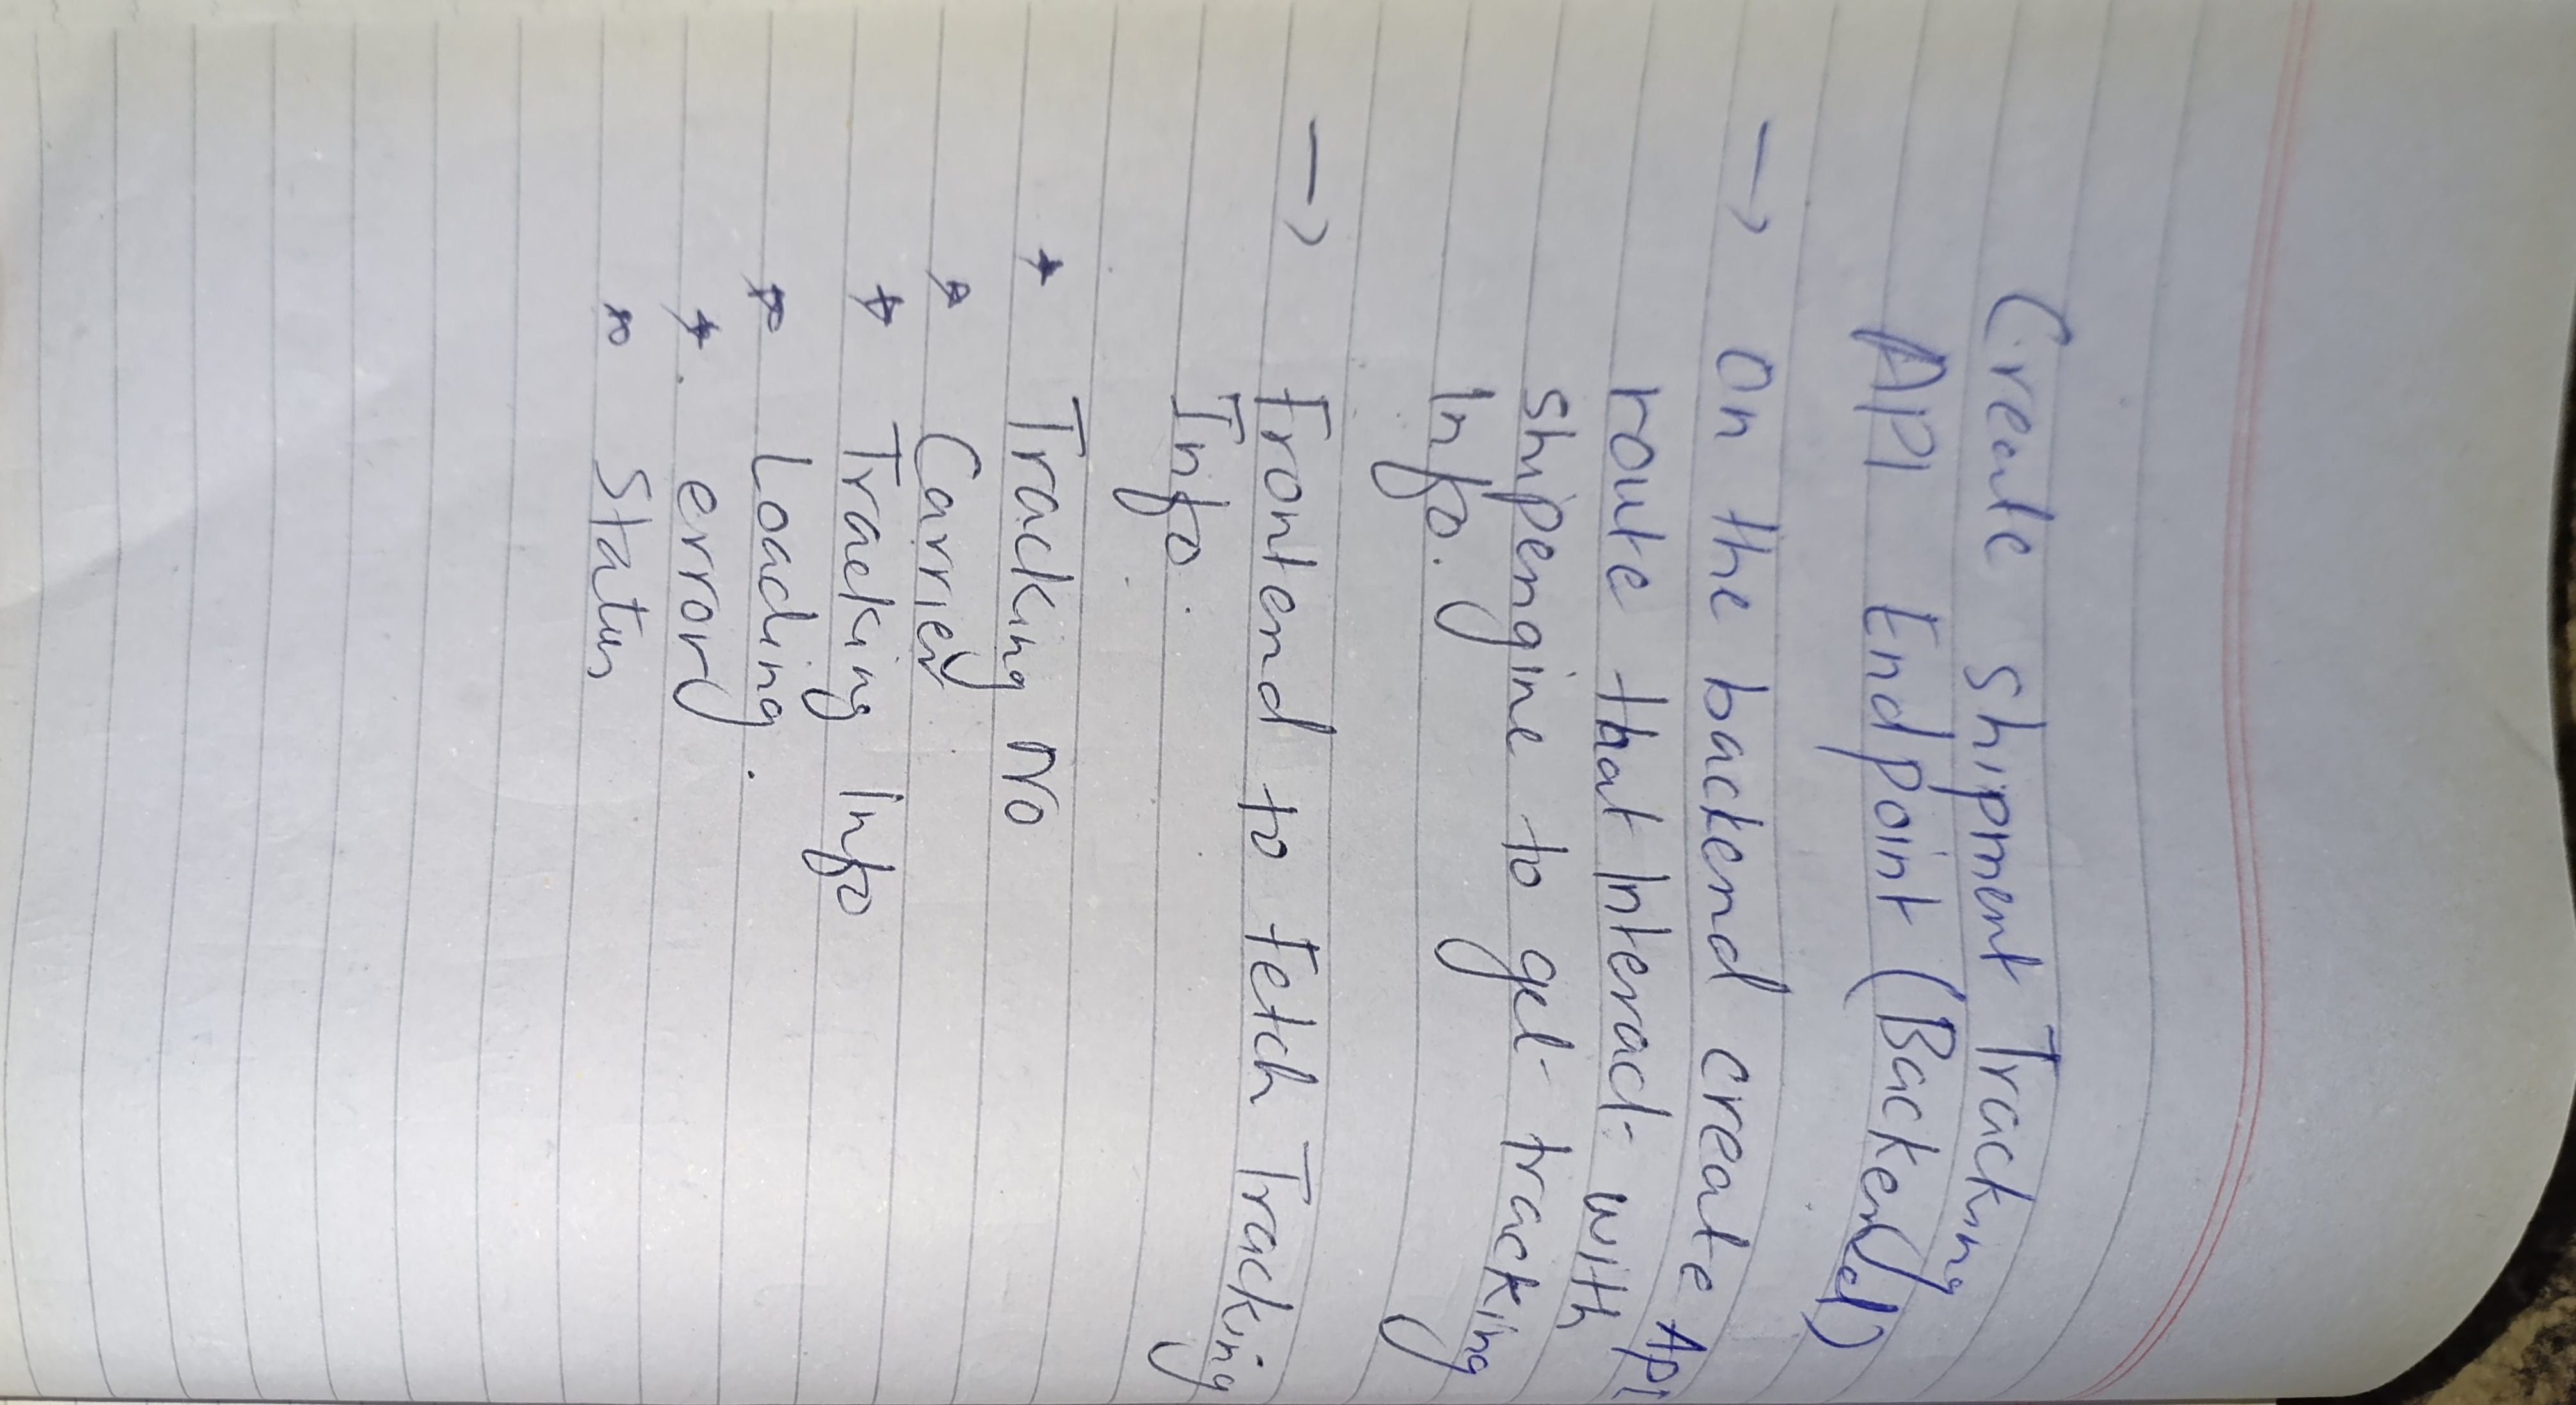 Create shipment Tracking
API Endpoint (Backend)
→ On the backend create Api
route that Interact with
shipengine to get tracking
Info.
→ Frontend to Fetch Tracking
Info.
* Tracking No
* Carrier
* Tracking Info
* Loading.
* error
* Status